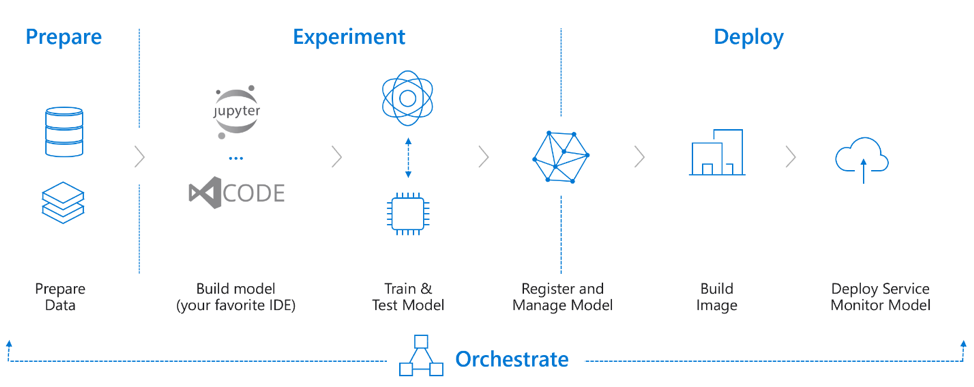 Prepare
Experiment
Deploy
jupyter
...
CODE
Prepare
Data
Build model
(your favorite IDE)
Train &
Test Model
Register and
Manage Model
Build
Image
Deploy Service
Monitor Model
Orchestrate